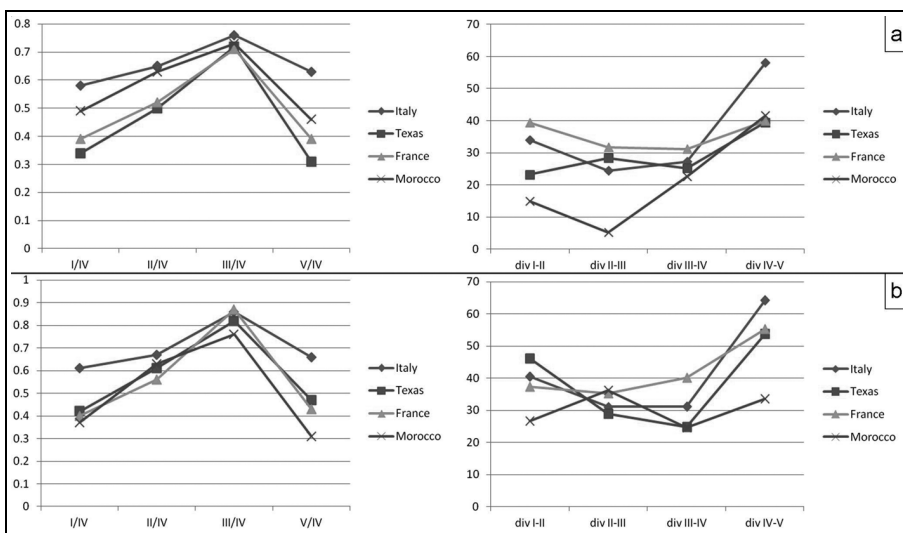 a
0.8
0.7
0.6
0.5
0.4
0.3
0.2
0.1
0
I/IV II/IV III/IV V/IV
Italy
Texas
France
Morocco
70
60
50
40
30
20
10
0
div I-II div II-III div III-IV div IV-V
Italy
Texas
France
Morocco
b
1
0.9
0.8
0.7
0.6
0.5
0.4
0.3
0.2
0.1
0
I/IV II/IV III/IV V/IV
Italy
Texas
France
Morocco
70
60
50
40
30
20
10
0
div I-II div II-III div III-IV div IV-V
Italy
Texas
France
Morocco